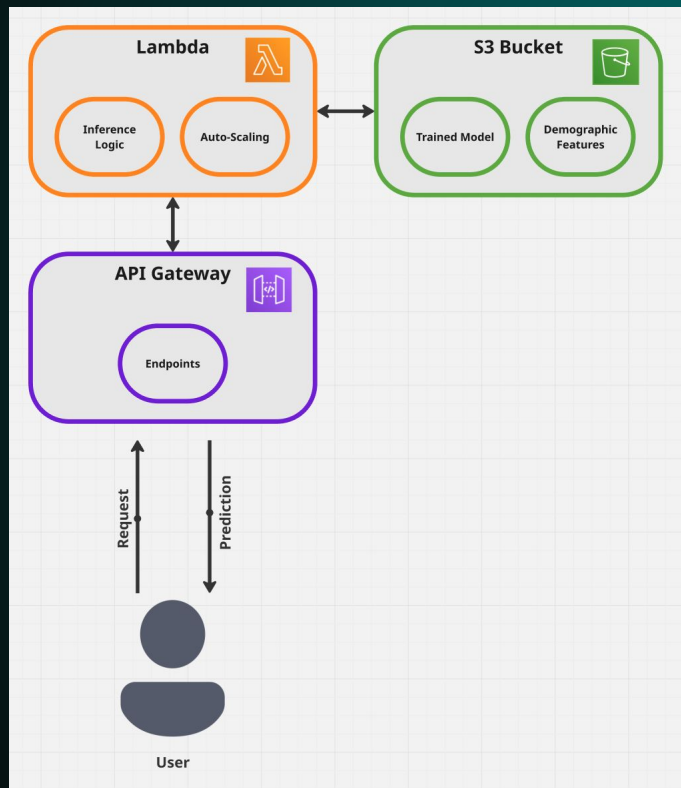 Lambda
S3 Bucket
Inference
Logic
Auto-Scaling
Trained Model
Demographic
Features
API Gateway
Endpoints
Request
Prediction
User